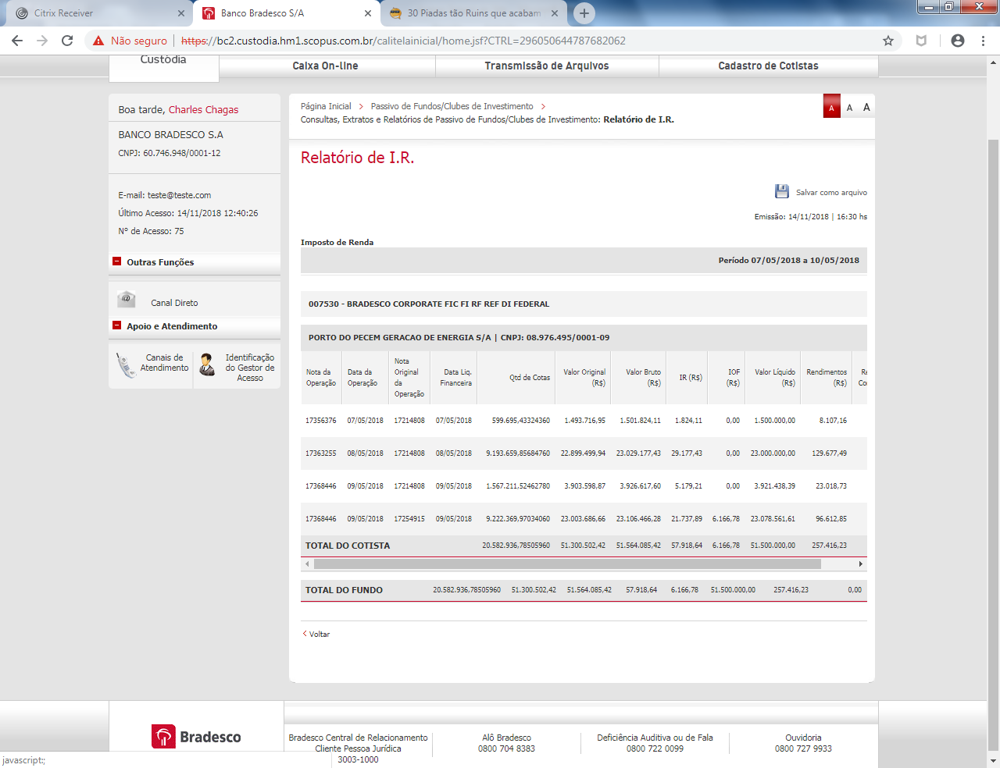 Citrix Receiver
Banco Bradesco S/A
30 Piadas tão Ruins que acabam
Não seguro
https://bc2.custodia.hm1.scopus.com.br/calitelainicial/home.jsf?CTRL=296050644787682062
Custódia
Caixa On-line
Transmissão de Arquivos
Cadastro de Cotistas
Boa tarde, Charles Chagas
BANCO BRADESCO S.A
CNPJ: 60.746.948/0001-12
E-mail: teste@teste.com
Último Acesso: 14/11/2018 12:40:26
Nº de Acesso: 75
Outras Funções
Canal Direto
Apoio e Atendimento
Canais de
Atendimento
Identificação
do Gestor de
Acesso
Página Inicial > Passivo de Fundos/Clubes de Investimento >
Consultas, Extratos e Relatórios de Passivo de Fundos/Clubes de Investimento: Relatório de I.R.
A A A
Relatório de I.R.
Salvar como arquivo
Emissão: 14/11/2018 | 16:30 hs
Imposto de Renda
Período 07/05/2018 a 10/05/2018
007530 - BRADESCO CORPORATE FIC FI RF REF DI FEDERAL
PORTO DO PECEM GERACAO DE ENERGIA S/A | CNPJ: 08.976.495/0001-09
Nota da Operação Data da Operação Nota Original da Operação Data Liq. Financeira Qtd de Cotas Valor Original (R$) Valor Bruto (R$) IR (R$) IOF (R$) Valor Líquido (R$) Rendimentos (R$) Re Co
17356376 07/05/2018 17214808 07/05/2018 599.695,43324360 1.493.716,95 1.501.824,11 1.824,11 0,00 1.500.000,00 8.107,16
17363255 08/05/2018 17214808 08/05/2018 9.193.659,85684760 22.899.499,94 23.029.177,43 29.177,43 0,00 23.000.000,00 129.677,49
17368446 09/05/2018 17214808 09/05/2018 1.567.211,52462780 3.903.598,87 3.926.617,60 5.179,21 0,00 3.921.438,39 23.018,73
17368446 09/05/2018 17254915 09/05/2018 9.222.369,97034060 23.003.686,66 23.106.466,28 21.737,89 6.166,78 23.078.561,61 96.612,85
TOTAL DO COTISTA 20.582.936,78505960 51.300.502,42 51.564.085,42 57.918,64 6.166,78 51.500.000,00 257.416,23
TOTAL DO FUNDO 20.582.936,78505960 51.300.502,42 51.564.085,42 57.918,64 6.166,78 51.500.000,00 257.416,23 0,00
< Voltar
Bradesco
Bradesco Central de Relacionamento
Cliente Pessoa Jurídica
3003-1000
Alô Bradesco
0800 704 8383
Deficiência Auditiva ou de Fala
0800 722 0099
Ouvidoria
0800 727 9933
javascript:;